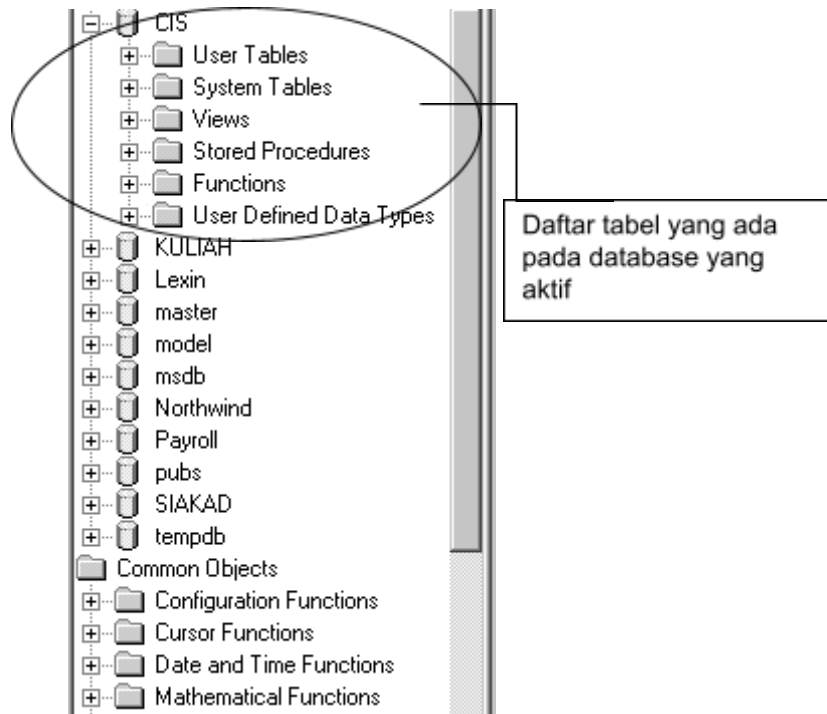 CIS
User Tables
System Tables
Views
Stored Procedures
Functions
User Defined Data Types
KULIAH
Lexin
master
model
msdb
Northwind
Payroll
pubs
SIAKAD
tempdb
Common Objects
Configuration Functions
Cursor Functions
Date and Time Functions
Mathematical Functions
Daftar tabel yang ada
pada database yang
aktif